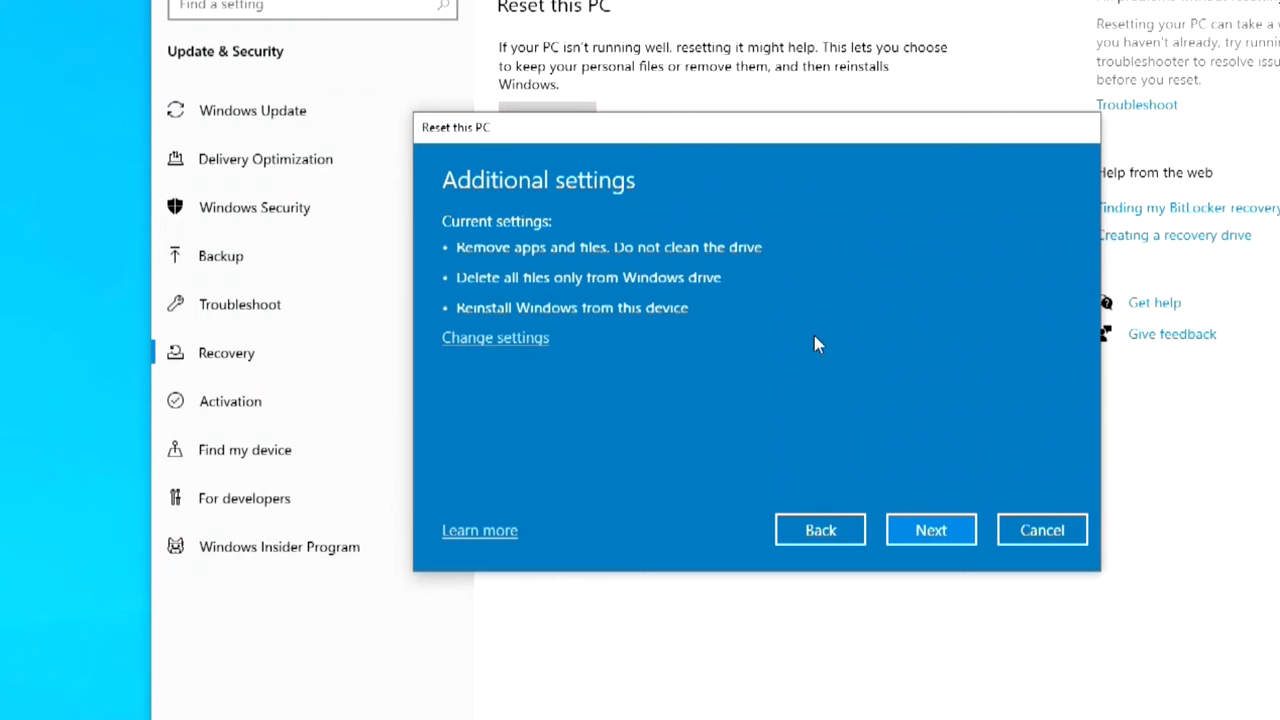 Find a setting
Update & Security
Windows Update
Delivery Optimization
Windows Security
Backup
Troubleshoot
Recovery
Activation
Find my device
For developers
Windows Insider Program
Reset this PC
If your PC isn't running well, resetting it might help. This lets you choose
to keep your personal files or remove them, and then reinstalls
Windows.
Reset this PC
Additional settings
Current settings:
• Remove apps and files. Do not clean the drive
• Delete all files only from Windows drive
• Reinstall Windows from this device
Change settings
Learn more
Back
Next
Cancel
Resetting your PC can take a
you haven't already, try
troubleshooter to resolve
before you reset.
Troubleshoot
Help from the web
Finding my BitLocker recovery
Creating a recovery drive
Get help
Give feedback